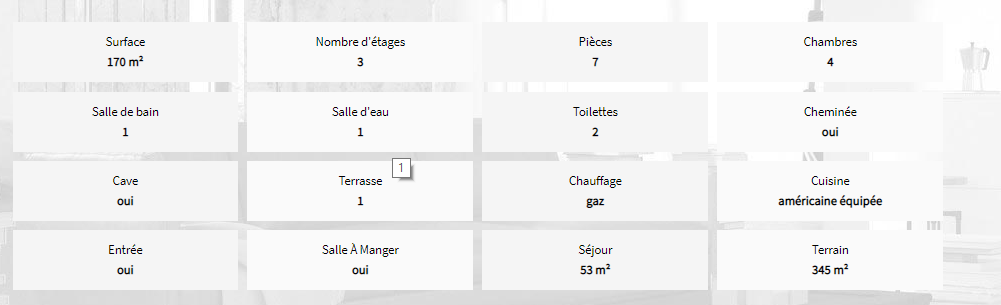 Surface
170 m²
Nombre d'étages
3
Pièces
7
Chambres
4
Salle de bain
1
Salle d'eau
1
Toilettes
2
Cheminée
oui
1
Cave
oui
Terrasse
1
Chauffage
gaz
Cuisine
américaine équipée
Entrée
oui
Salle À Manger
oui
Séjour
53 m²
Terrain
345 m²